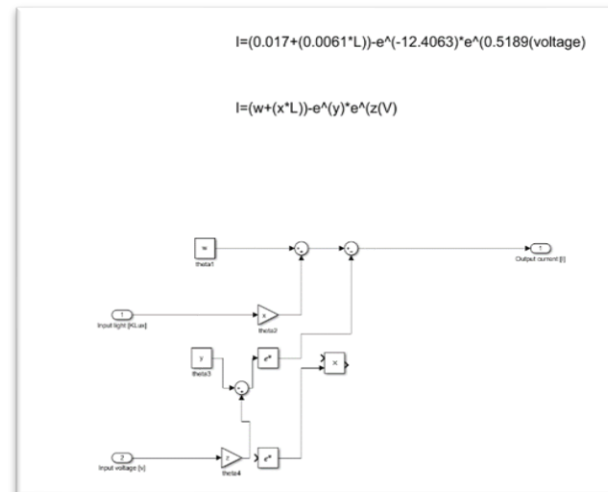 I=(0.017+(0.0061*L))-e^(-12.4063)*e^(0.5189(voltage)
I=(w+(x*L))-e^(y)*e^(z(V)
w
theta1
1
Output current [I]
1
Input light [KLux]
x
theta2
y
theta3
e^u
×
2
Input voltage [v]
z
theta4
e^u